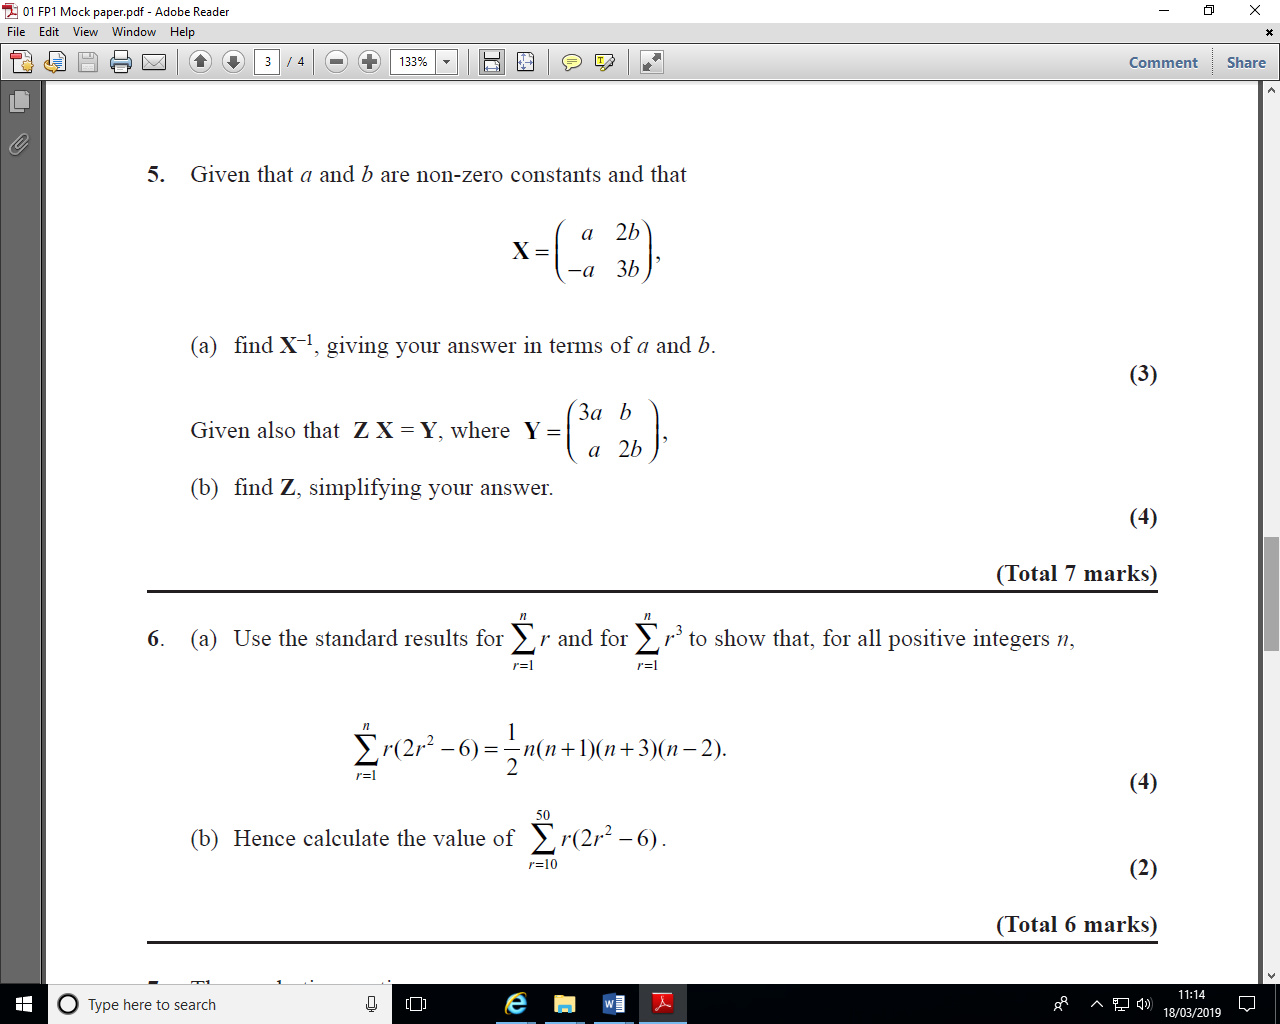 01 FP1 Mock paper.pdf - Adobe Reader
File Edit View Window Help
3 / 4 133% Comment Share
5. Given that a and b are non-zero constants and that
X = ( a 2b
−a 3b ),
(a) find X⁻¹, giving your answer in terms of a and b.
(3)
Given also that Z X = Y, where Y = ( 3a b
a 2b ),
(b) find Z, simplifying your answer.
(4)
(Total 7 marks)
6. (a) Use the standard results for ∑_{r=1}^{n} r and for ∑_{r=1}^{n} r³ to show that, for all positive integers n,
∑_{r=1}^{n} r(2r² − 6) = 1/2 n(n + 1)(n + 3)(n − 2).
(4)
(b) Hence calculate the value of ∑_{r=10}^{50} r(2r² − 6).
(2)
(Total 6 marks)
Type here to search
11:14
18/03/2019